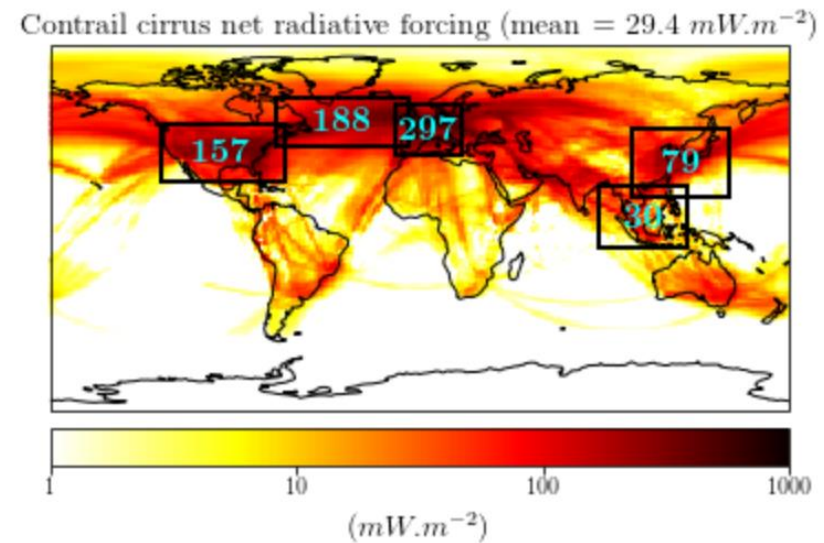 Contrail cirrus net radiative forcing (mean = 29.4 mW.m⁻²)
188
297
157
79
30
1 10 100 1000
(mW.m⁻²)